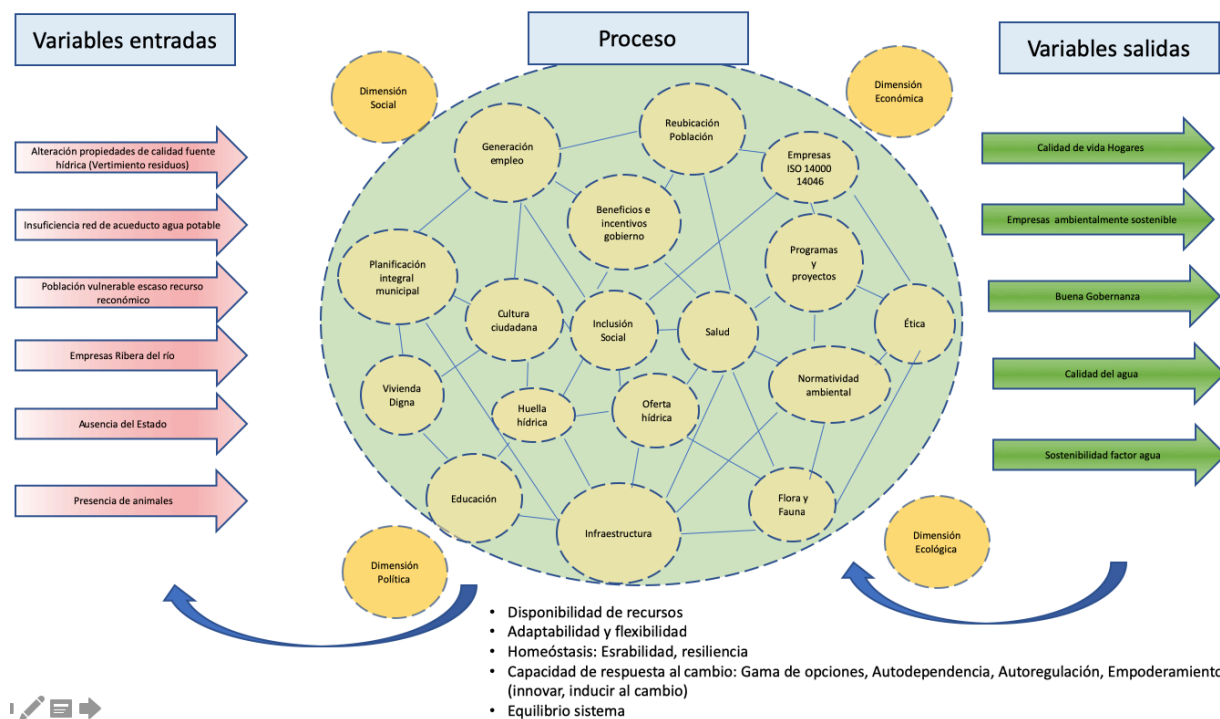 Variables entradas
Proceso
Variables salidas
Dimensión
Social
Dimensión
Económica
Alteración propiedades de calidad fuente
hídrica (Vertimiento residuos)
Insuficiencia red de acueducto agua potable
Población vulnerable escaso recurso
reconómico
Empresas Ribera del río
Ausencia del Estado
Presencia de animales
Reubicación
Población
Generación
empleo
Empresas
ISO 14000
14046
Beneficios e
incentivos
gobierno
Programas
y
proyectos
Planificación
integral
municipal
Cultura
ciudadana
Inclusión
Social
Salud
Ética
Vivienda
Digna
Huella
hídrica
Oferta
hídrica
Normatividad
ambiental
Educación
Infraestructura
Flora y
Fauna
Calidad de vida Hogares
Empresas ambientalmente sostenible
Buena Gobernanza
Calidad del agua
Sostenibilidad factor agua
Dimensión
Política
Dimensión
Ecológica
• Disponibilidad de recursos
• Adaptabilidad y flexibilidad
• Homeóstasis: Esrabilidad, resiliencia
• Capacidad de respuesta al cambio: Gama de opciones, Autodependencia, Autoregulación, Empoderamiento
(innovar, inducir al cambio)
• Equilibrio sistema